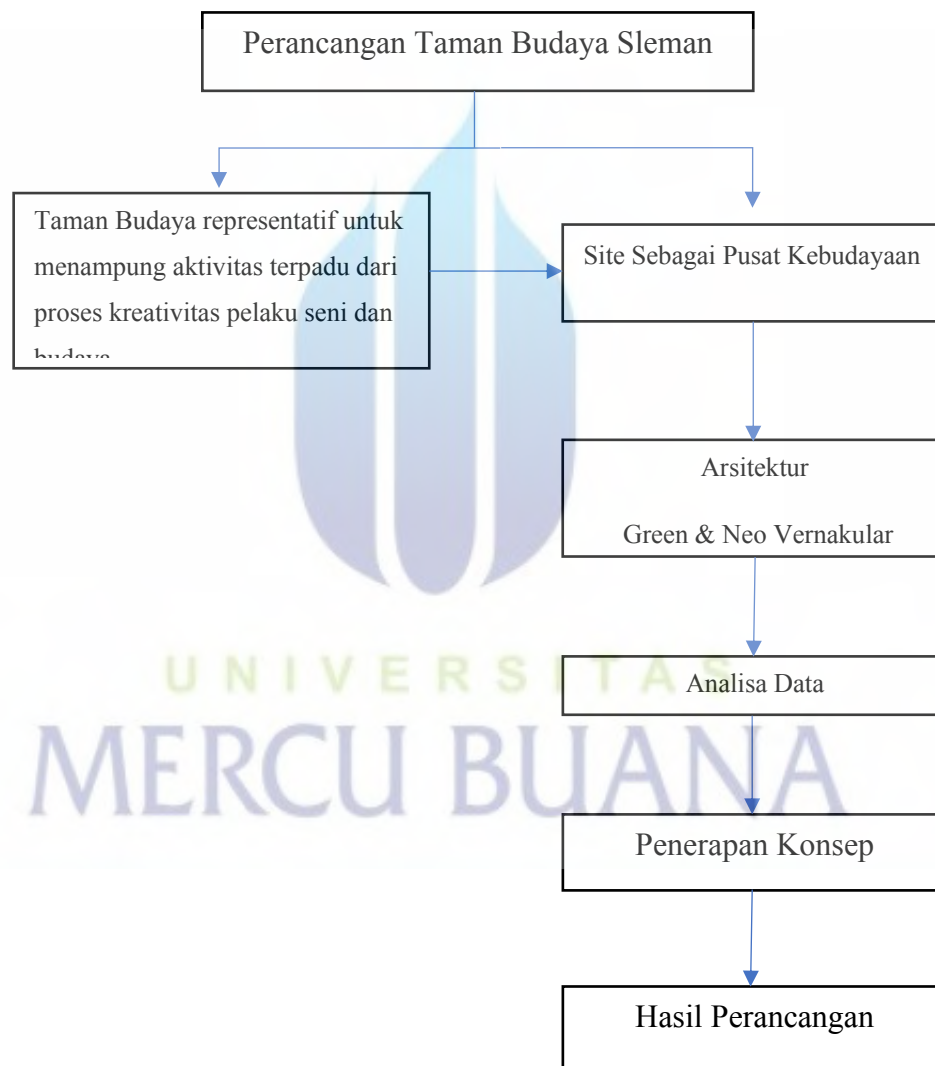 Perancangan Taman Budaya Sleman
Taman Budaya representatif untuk
menampung aktivitas terpadu dari
proses kreativitas pelaku seni dan
budaya
Site Sebagai Pusat Kebudayaan
Arsitektur
Green & Neo Vernakular
UNIVERSITAS
Analisa Data
MERCU BUANA
Penerapan Konsep
Hasil Perancangan